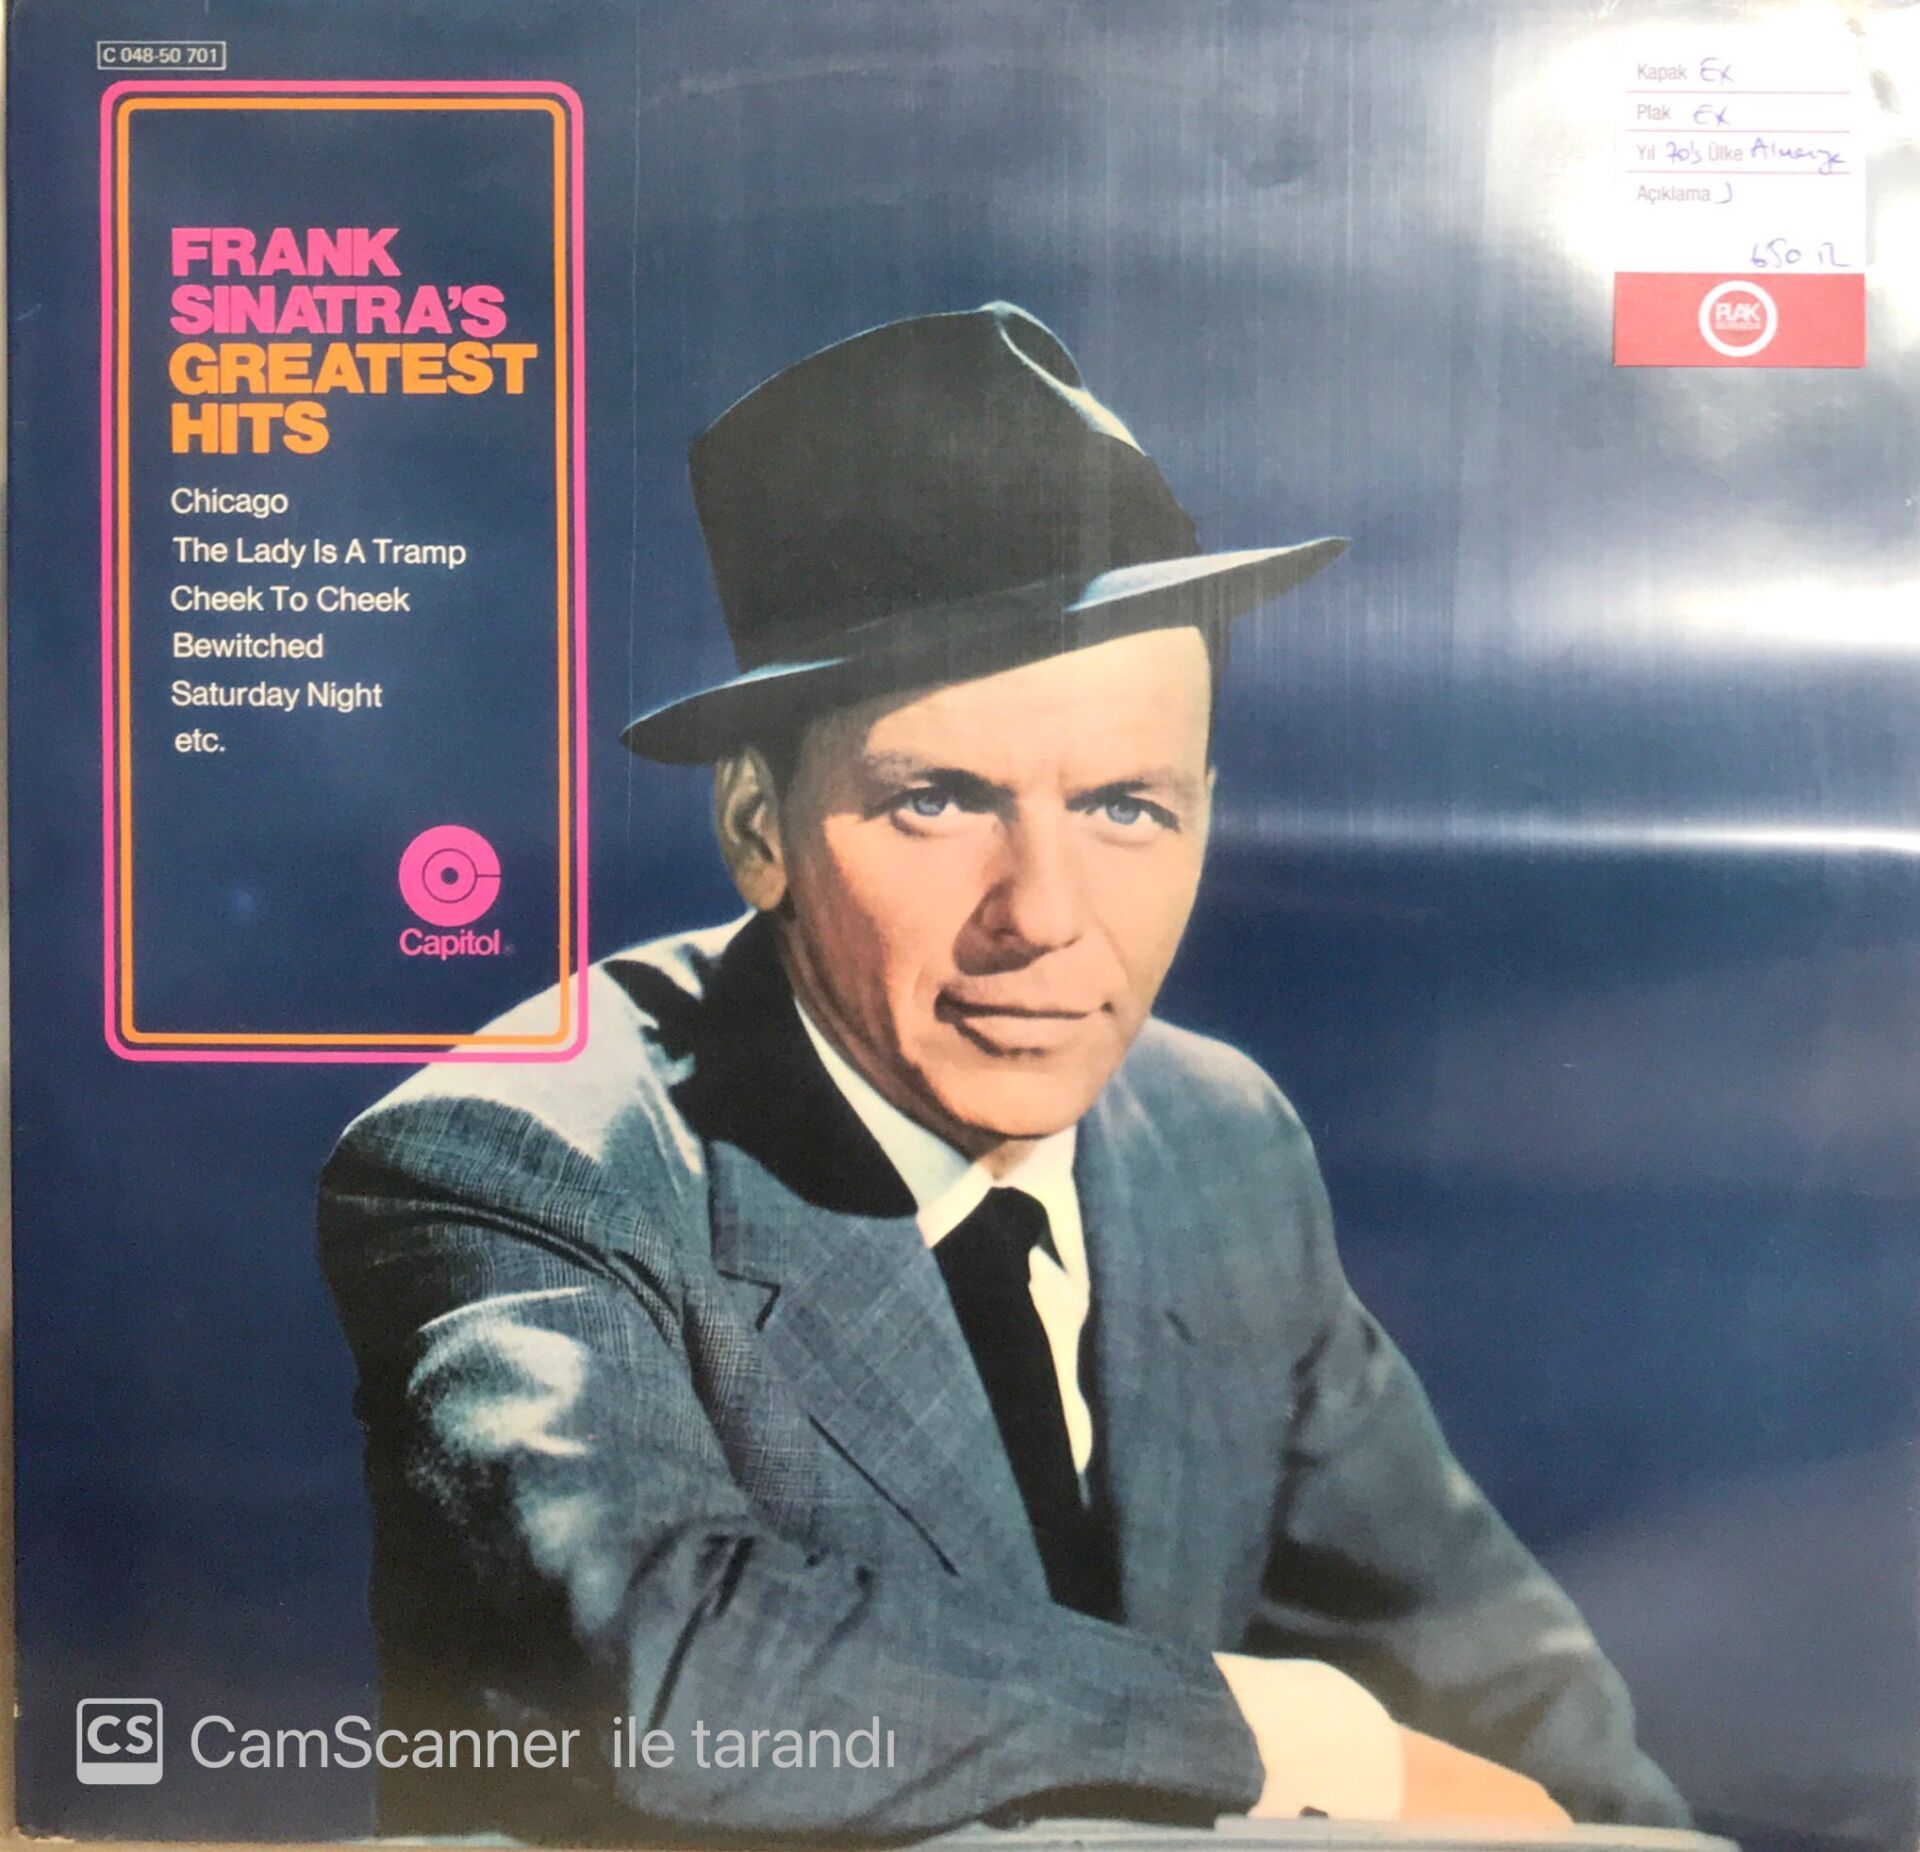 C 048-50 701
FRANK
SINATRA'S
GREATEST
HITS
Chicago
The Lady Is A Tramp
Cheek To Cheek
Bewitched
Saturday Night
etc.
Capitol
Kapak EX
Plak EX
Yıl 70's Ülke Almanya
Açıklama
650 TL
PLAK
CS CamScanner ile tarandı